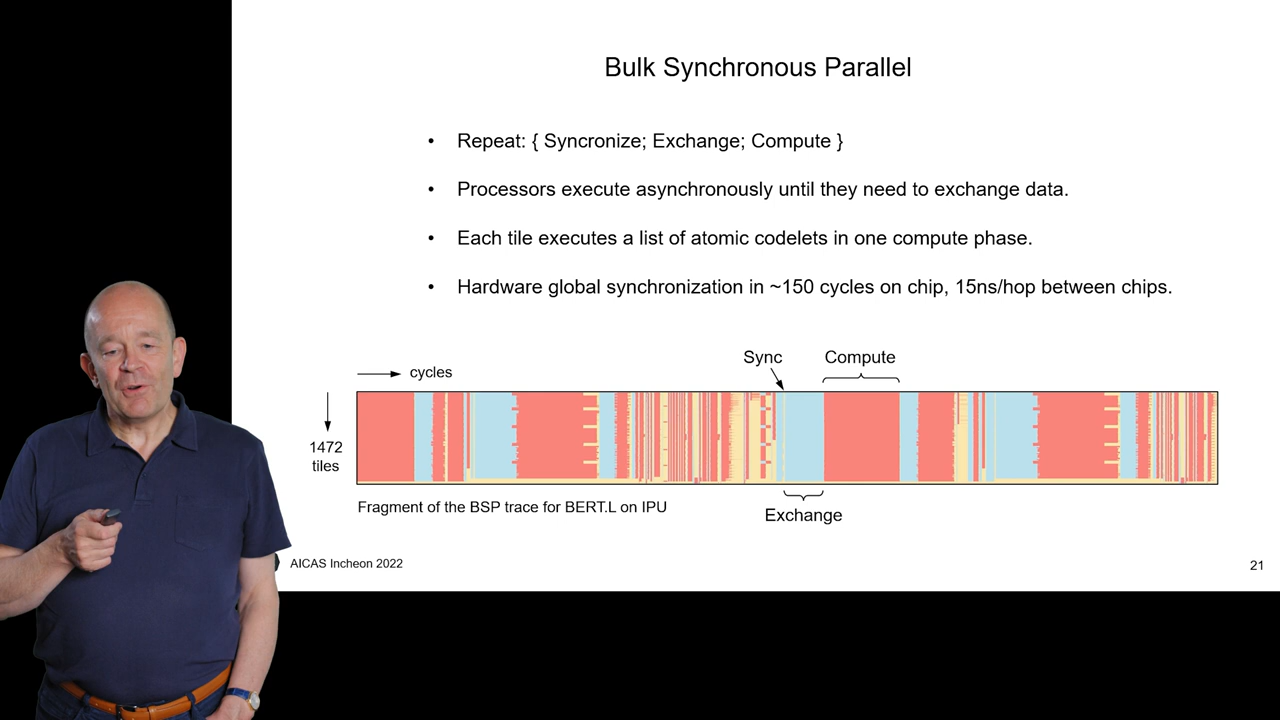 Bulk Synchronous Parallel
• Repeat: { Syncronize; Exchange; Compute }
• Processors execute asynchronously until they need to exchange data.
• Each tile executes a list of atomic codelets in one compute phase.
• Hardware global synchronization in ~150 cycles on chip, 15ns/hop between chips.
Sync
Compute
cycles
1472
tiles
Fragment of the BSP trace for BERT.L on IPU
Exchange
AICAS Incheon 2022
21